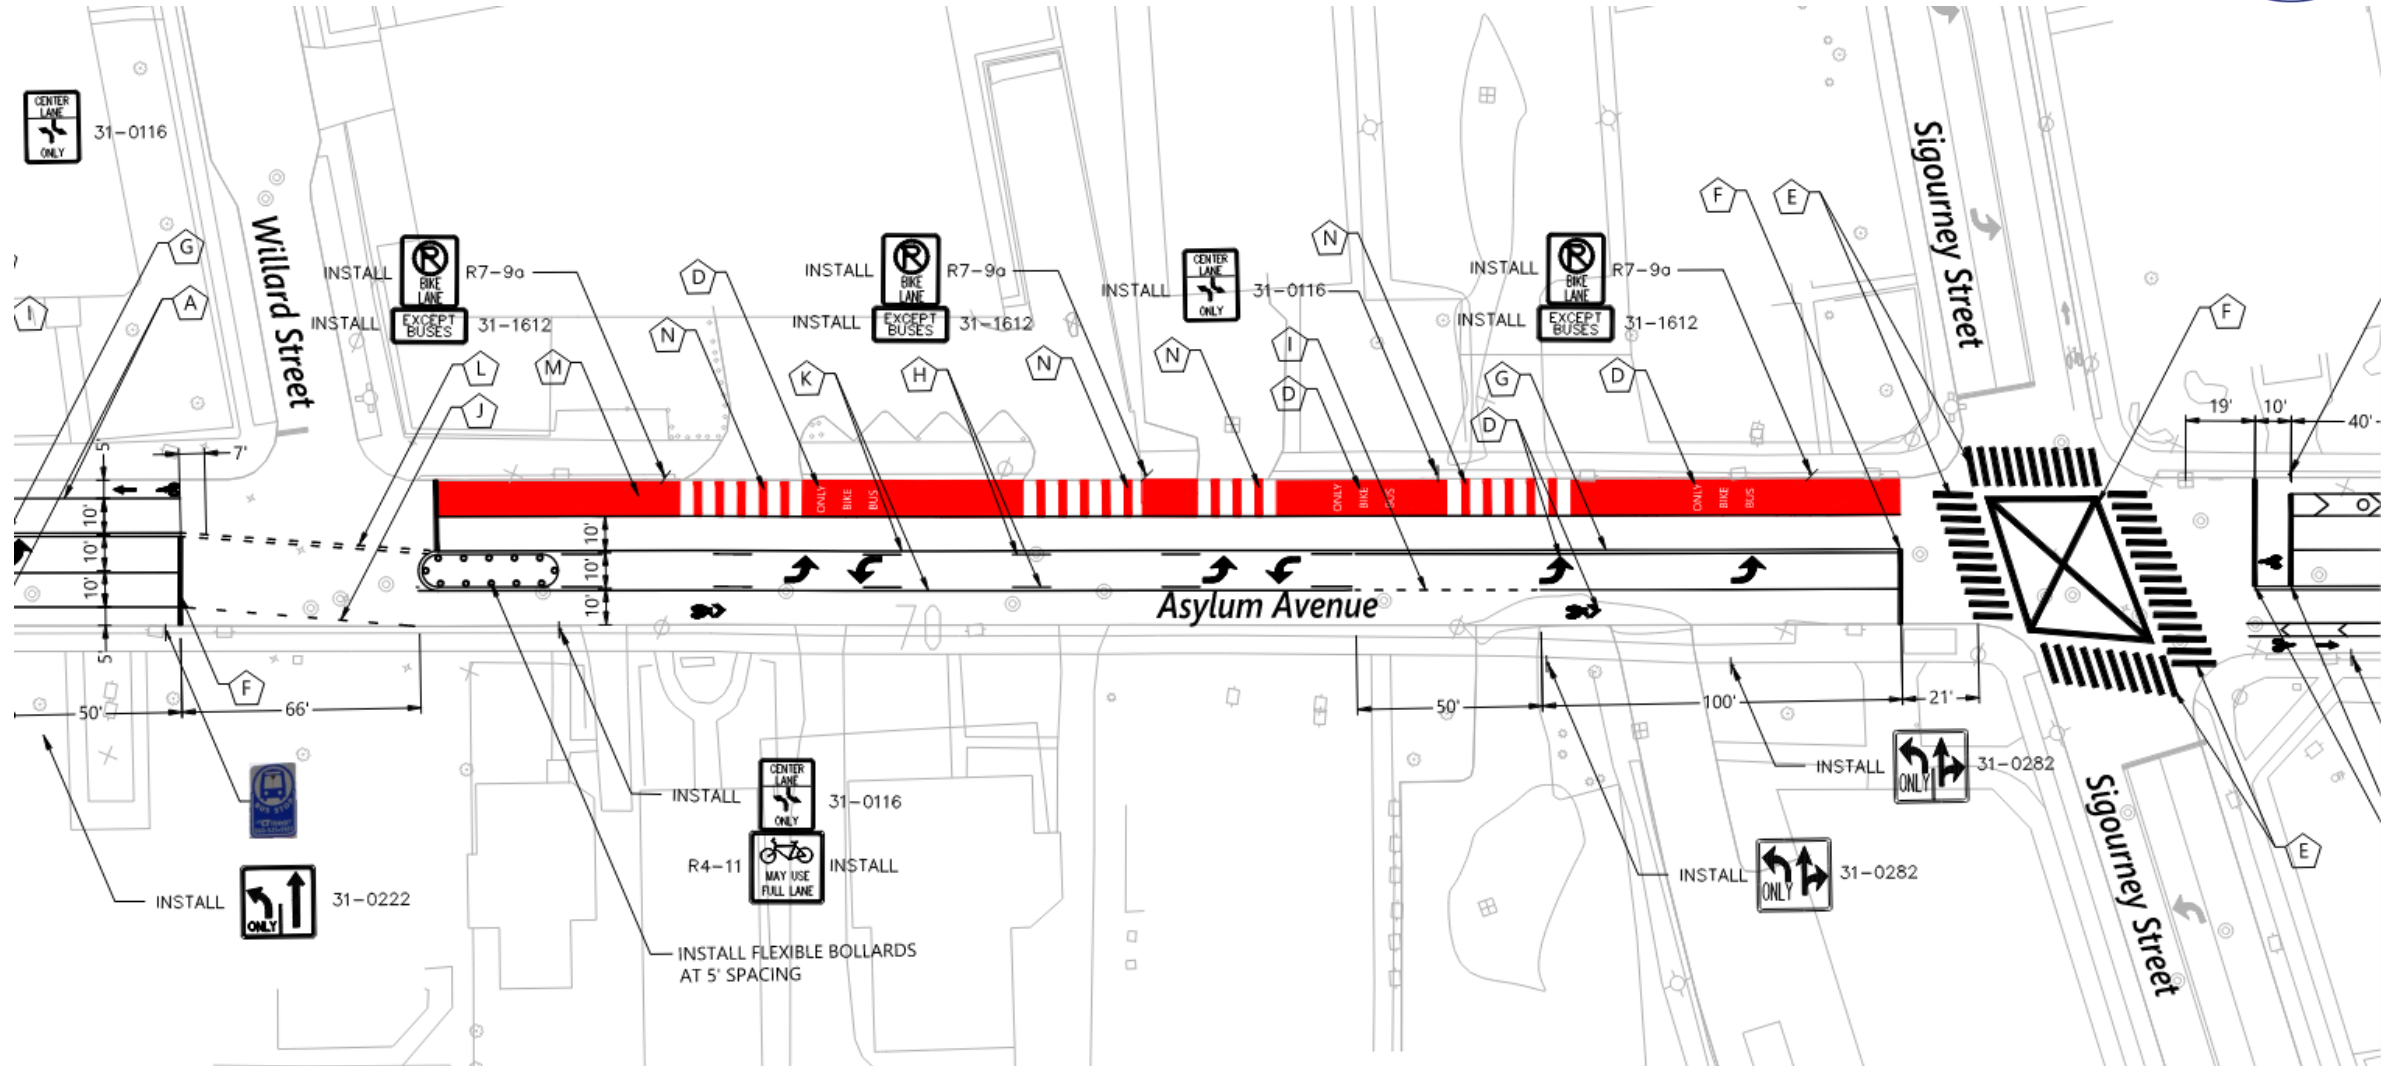 CENTER
LANE
ONLY
31-0116
Willard Street
Sigourney Street
G
A
I
INSTALL
BIKE
LANE
R7-9a
INSTALL
EXCEPT
BUSES
31-1612
D
N
L
M
J
INSTALL
BIKE
LANE
R7-9a
INSTALL
EXCEPT
BUSES
31-1612
K
H
N
INSTALL
CENTER
LANE
ONLY
31-0116
N
N
I
D
INSTALL
BIKE
LANE
R7-9a
INSTALL
EXCEPT
BUSES
31-1612
G
D
D
F
E
F
19'
10'
40'
5'
7'
10'
10'
10'
5'
ONLY
BIKE
BUS
ONLY
BIKE
BUS
ONLY
BIKE
BUS
10'
10'
10'
70
Asylum Avenue
F
50'
66'
50'
100'
21'
BUS STOP
INSTALL
ONLY
31-0222
INSTALL
CENTER
LANE
ONLY
31-0116
R4-11
MAY USE
FULL LANE
INSTALL
INSTALL FLEXIBLE BOLLARDS
AT 5' SPACING
INSTALL
ONLY
31-0282
INSTALL
ONLY
31-0282
Sigourney Street
E